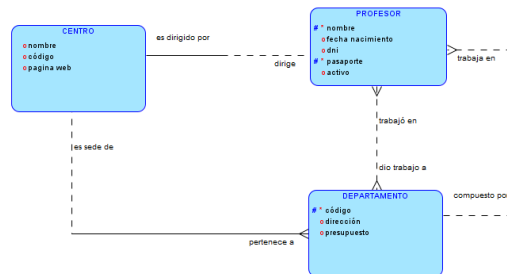 CENTRO
o nombre
o código
o pagina web
es dirigido por
dirige
PROFESOR
# * nombre
o fecha nacimiento
o dni
# * pasaporte
o activo
trabaja en
trabajó en
dio trabajo a
es sede de
pertenece a
DEPARTAMENTO
# * código
o dirección
o presupuesto
compuesto por